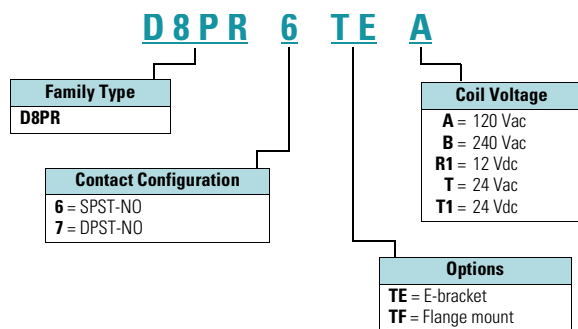 D8PR 6 TE A
Family Type
D8PR
Contact Configuration
6 = SPST-NO
7 = DPST-NO
Coil Voltage
A = 120 Vac
B = 240 Vac
R1 = 12 Vdc
T = 24 Vac
T1 = 24 Vdc
Options
TE = E-bracket
TF = Flange mount